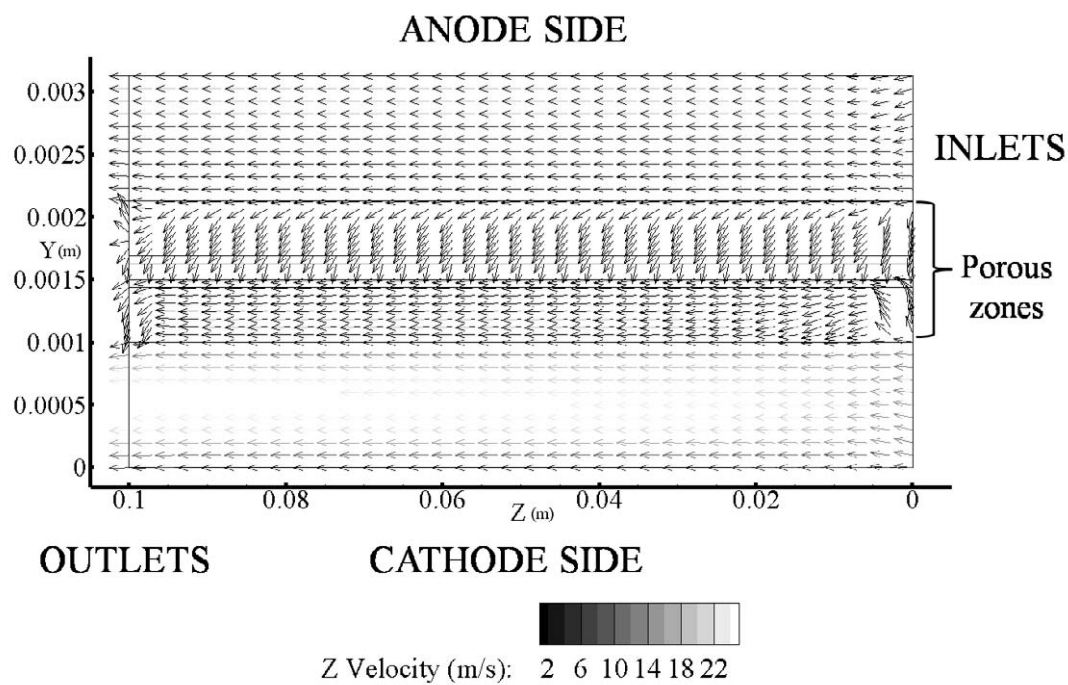 ANODE SIDE
0.003
0.0025
0.002
Y (m)
0.0015
0.001
0.0005
0
INLETS
Porous
zones
0.1 0.08 0.06 0.04 0.02 0
Z (m)
OUTLETS CATHODE SIDE
Z Velocity (m/s): 2 6 10 14 18 22